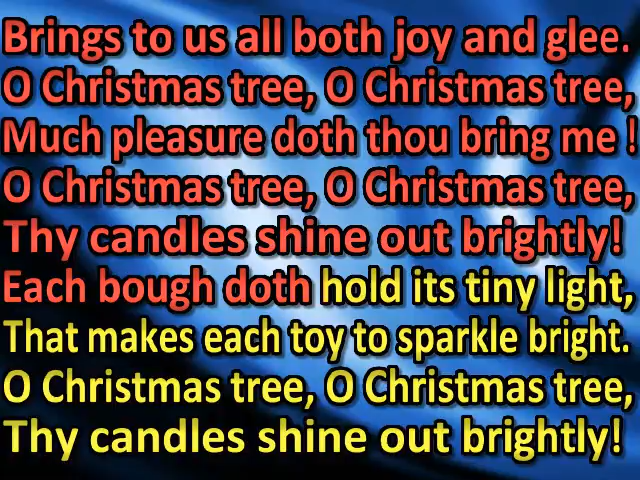 Brings to us all both joy and glee.
O Christmas tree, O Christmas tree,
Much pleasure doth thou bring me !
O Christmas tree, O Christmas tree,
Thy candles shine out brightly!
Each bough doth hold its tiny light,
That makes each toy to sparkle bright.
O Christmas tree, O Christmas tree,
Thy candles shine out brightly!